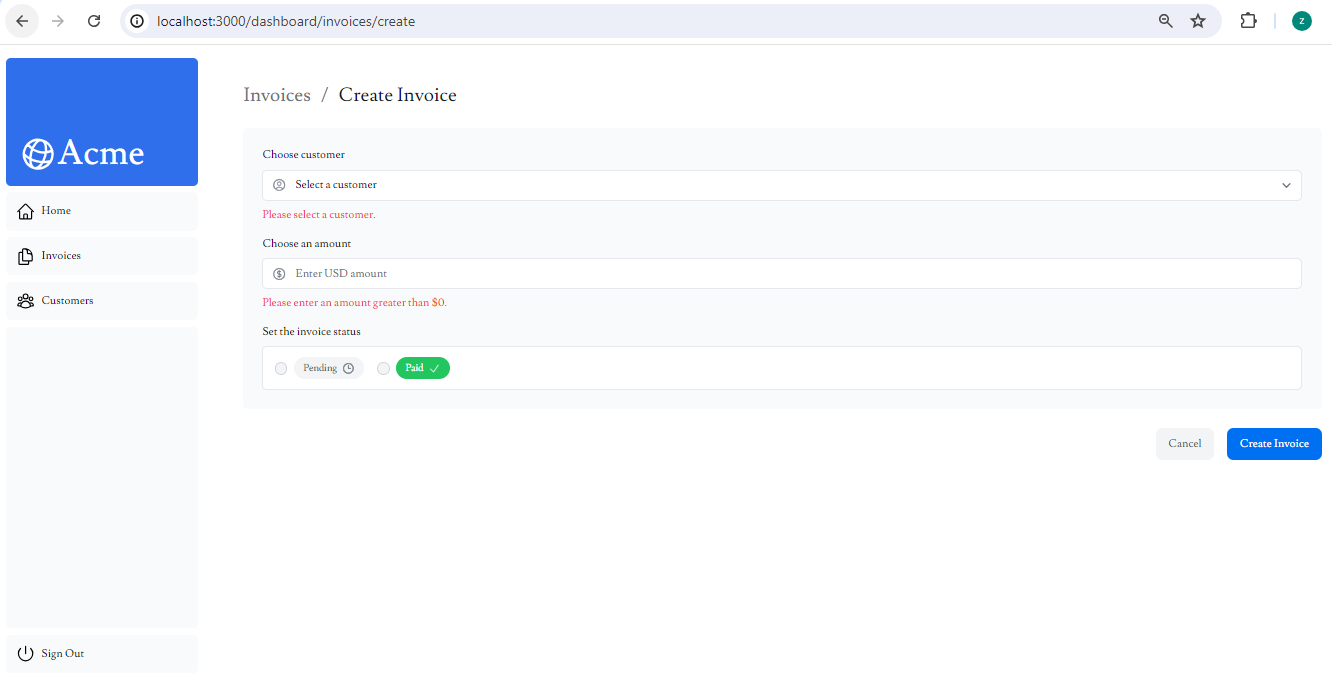 localhost:3000/dashboard/invoices/create
z
Acme
Home
Invoices
Customers
Sign Out
Invoices / Create Invoice
Choose customer
Select a customer
Please select a customer.
Choose an amount
Enter USD amount
Please enter an amount greater than $0.
Set the invoice status
Pending Paid
Cancel Create Invoice